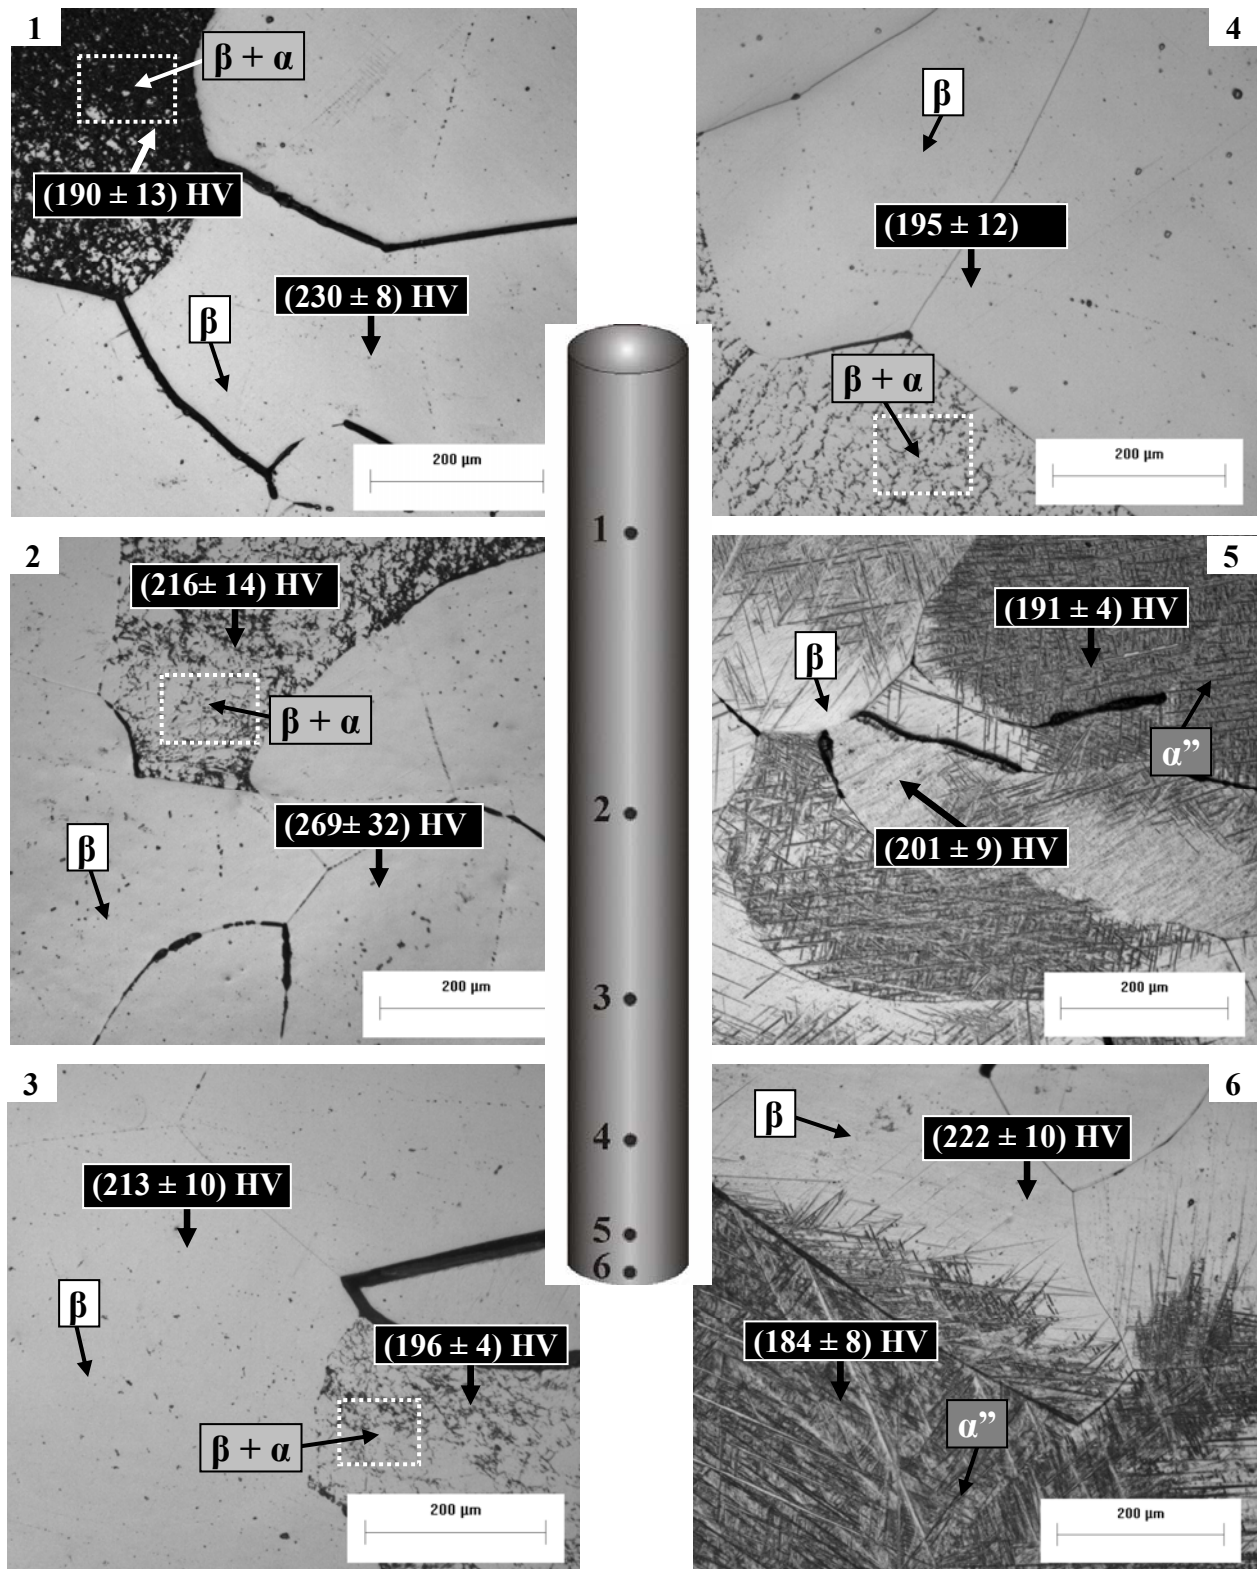 1
β + α
(190 ± 13) HV
(230 ± 8) HV
β
200 µm
2
(216± 14) HV
β + α
(269± 32) HV
β
200 µm
3
(213 ± 10) HV
β
(196 ± 4) HV
β + α
200 µm
1
2
3
4
5
6
4
β
(195 ± 12)
β + α
200 µm
5
(191 ± 4) HV
β
α”
(201 ± 9) HV
200 µm
6
β
(222 ± 10) HV
(184 ± 8) HV
α”
200 µm